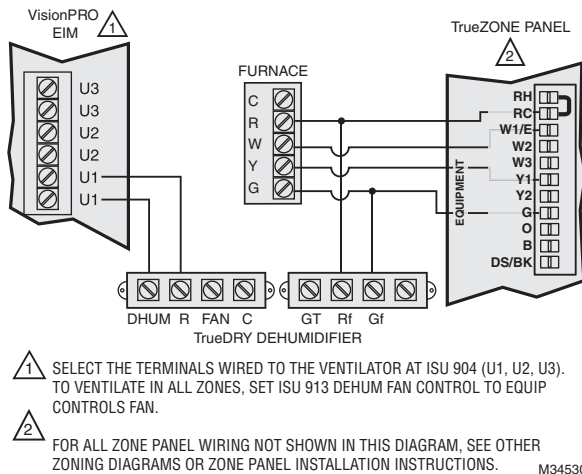 VisionPRO
EIM
1
TrueZONE PANEL
2
U3
U3
U2
U2
U1
U1
FURNACE
C
R
W
Y
G
EQUIPMENT
RH
RC
W1/E
W2
W3
Y1
Y2
G
O
B
DS/BK
DHUM R FAN C
GT Rf Gf
TrueDRY DEHUMIDIFIER
1 SELECT THE TERMINALS WIRED TO THE VENTILATOR AT ISU 904 (U1, U2, U3).
TO VENTILATE IN ALL ZONES, SET ISU 913 DEHUM FAN CONTROL TO EQUIP
CONTROLS FAN.
2
FOR ALL ZONE PANEL WIRING NOT SHOWN IN THIS DIAGRAM, SEE OTHER
ZONING DIAGRAMS OR ZONE PANEL INSTALLATION INSTRUCTIONS.
M34530